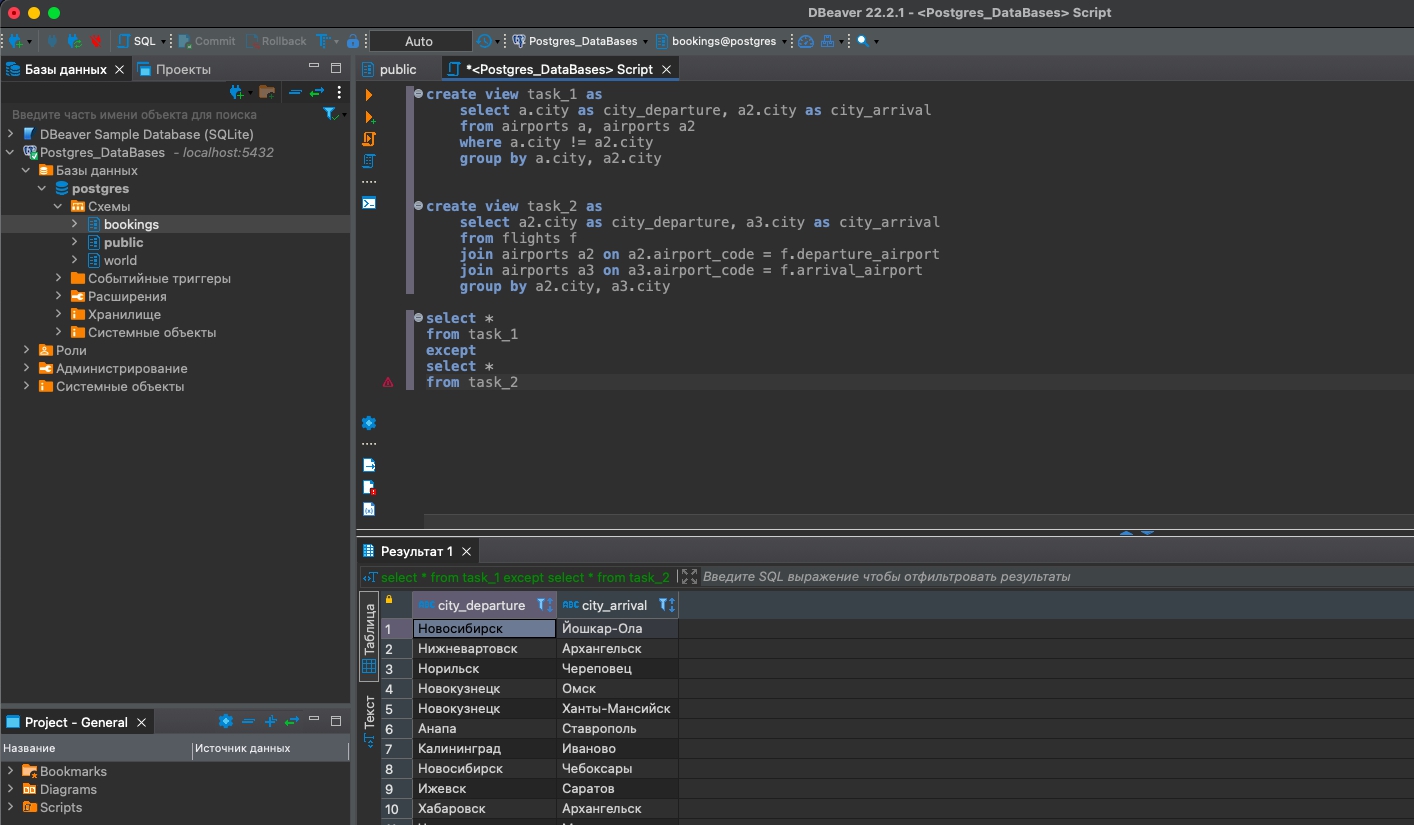 DBeaver 22.2.1 - <Postgres_DataBases> Script
SQL Commit Rollback Auto Postgres_DataBases bookings@postgres
Базы данных Проекты
Введите часть имени объекта для поиска
DBeaver Sample Database (SQLite)
Postgres_DataBases - localhost:5432
Базы данных
postgres
Схемы
bookings
public
world
Событийные триггеры
Расширения
Хранилище
Системные объекты
Роли
Администрирование
Системные объекты
Project - General
Название Источник данных
Bookmarks
Diagrams
Scripts
public *<Postgres_DataBases> Script
create view task_1 as
select a.city as city_departure, a2.city as city_arrival
from airports a, airports a2
where a.city != a2.city
group by a.city, a2.city
create view task_2 as
select a2.city as city_departure, a3.city as city_arrival
from flights f
join airports a2 on a2.airport_code = f.departure_airport
join airports a3 on a3.airport_code = f.arrival_airport
group by a2.city, a3.city
select *
from task_1
except
select *
from task_2
Результат 1
select * from task_1 except select * from task_2 Введите SQL выражение чтобы отфильтровать результаты
Таблица
Текст
ABC city_departure ABC city_arrival
1 Новосибирск Йошкар-Ола
2 Нижневартовск Архангельск
3 Норильск Череповец
4 Новокузнецк Омск
5 Новокузнецк Ханты-Мансийск
6 Анапа Ставрополь
7 Калининград Иваново
8 Новосибирск Чебоксары
9 Ижевск Саратов
10 Хабаровск Архангельск